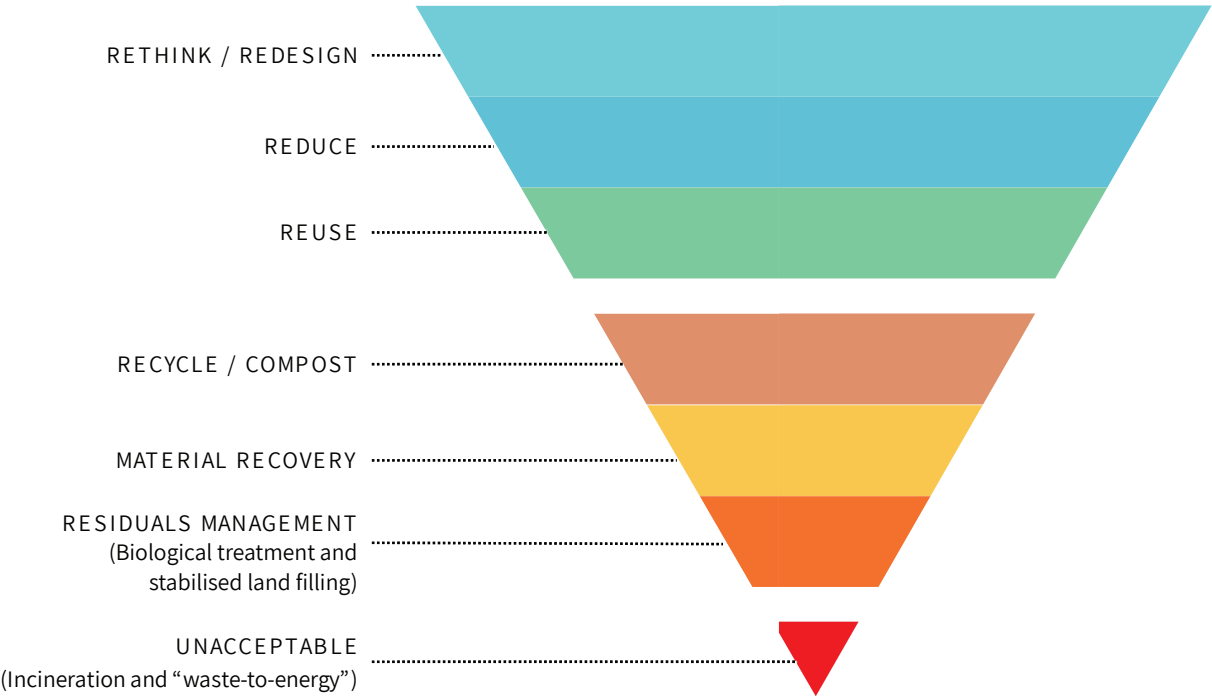 RETHINK / REDESIGN
REDUCE
REUSE
RECYCLE / COMPOST
MATERIAL RECOVERY
RESIDUALS MANAGEMENT
(Biological treatment and
stabilised land filling)
UNACCEPTABLE
(Incineration and “waste-to-energy”)